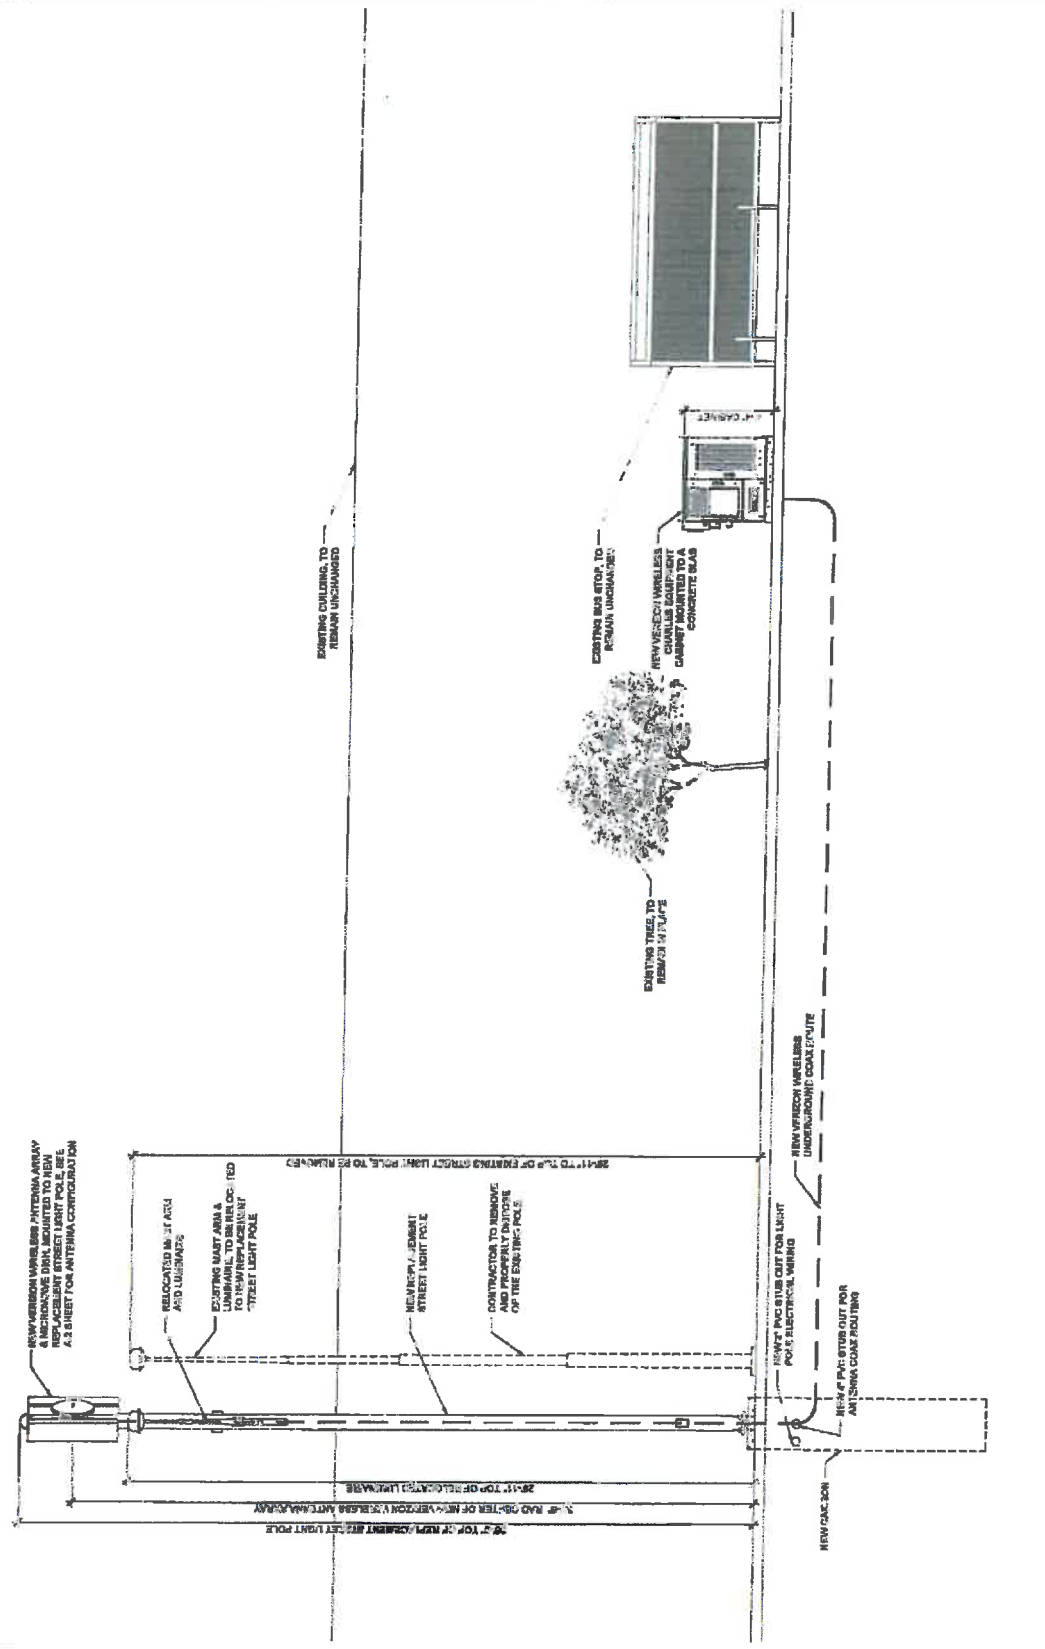 EXISTING BUILDING, TO
REMAIN UNCHANGED
EXISTING BUS STOP, TO
REMAIN UNCHANGED
NEW VERIZON WIRELESS
CHARLES EQUIPMENT
CABINET MOUNTED TO A
CONCRETE SLAB
CABINET
EXISTING TREE, TO
REMAIN IN PLACE
NEW VERIZON WIRELESS
UNDERGROUND COAX ROUTE
NEW VERIZON WIRELESS ANTENNA ARRAY
& MICROWAVE DISH, MOUNTED TO NEW
REPLACEMENT STREET LIGHT POLE, SEE
A-2 SHEET FOR ANTENNA CONFIGURATION
RELOCATED MAST ARM
AND LUMINAIRE
EXISTING MAST ARM &
LUMINAIRE, TO BE RELOCATED
TO NEW REPLACEMENT
STREET LIGHT POLE
NEW REPLACEMENT
STREET LIGHT POLE
CONTRACTOR TO REMOVE
AND PROPERLY DISPOSE
OF THE EXISTING POLE
TO TOP OF EXISTING STREET LIGHT POLE, TO BE REMOVED
NEW 2" PVC STUB OUT FOR LIGHT
POLE ELECTRICAL WIRING
NEW 4" PVC STUB OUT FOR
ANTENNA COAX ROUTING
NEW CAISSON
TOP OF RELOCATED LUMINAIRE
RAD CENTER OF NEW VERIZON WIRELESS ANTENNA ARRAY
TOP OF REPLACEMENT STREET LIGHT POLE